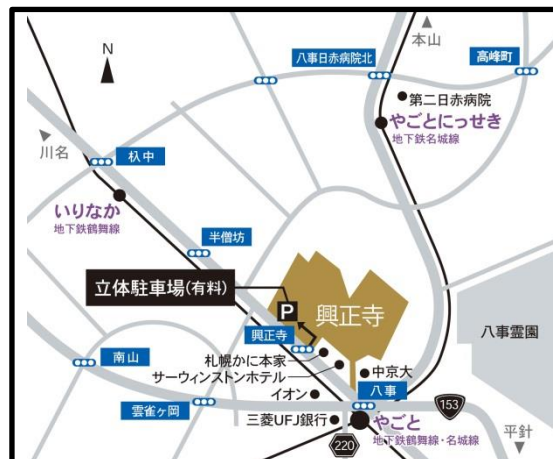 本山
高峰町
N
八事日赤病院北
第二日赤病院
やごとにっせき
地下鉄名城線
川名
杁中
いりなか
地下鉄鶴舞線
半僧坊
立体駐車場(有料)
P
興正寺
興正寺
八事霊園
南山
札幌かに本家
サーウィンストンホテル
中京大
イオン
八事
雲雀ヶ岡
153
三菱UFJ銀行
やごと
地下鉄鶴舞線・名城線
平針
220